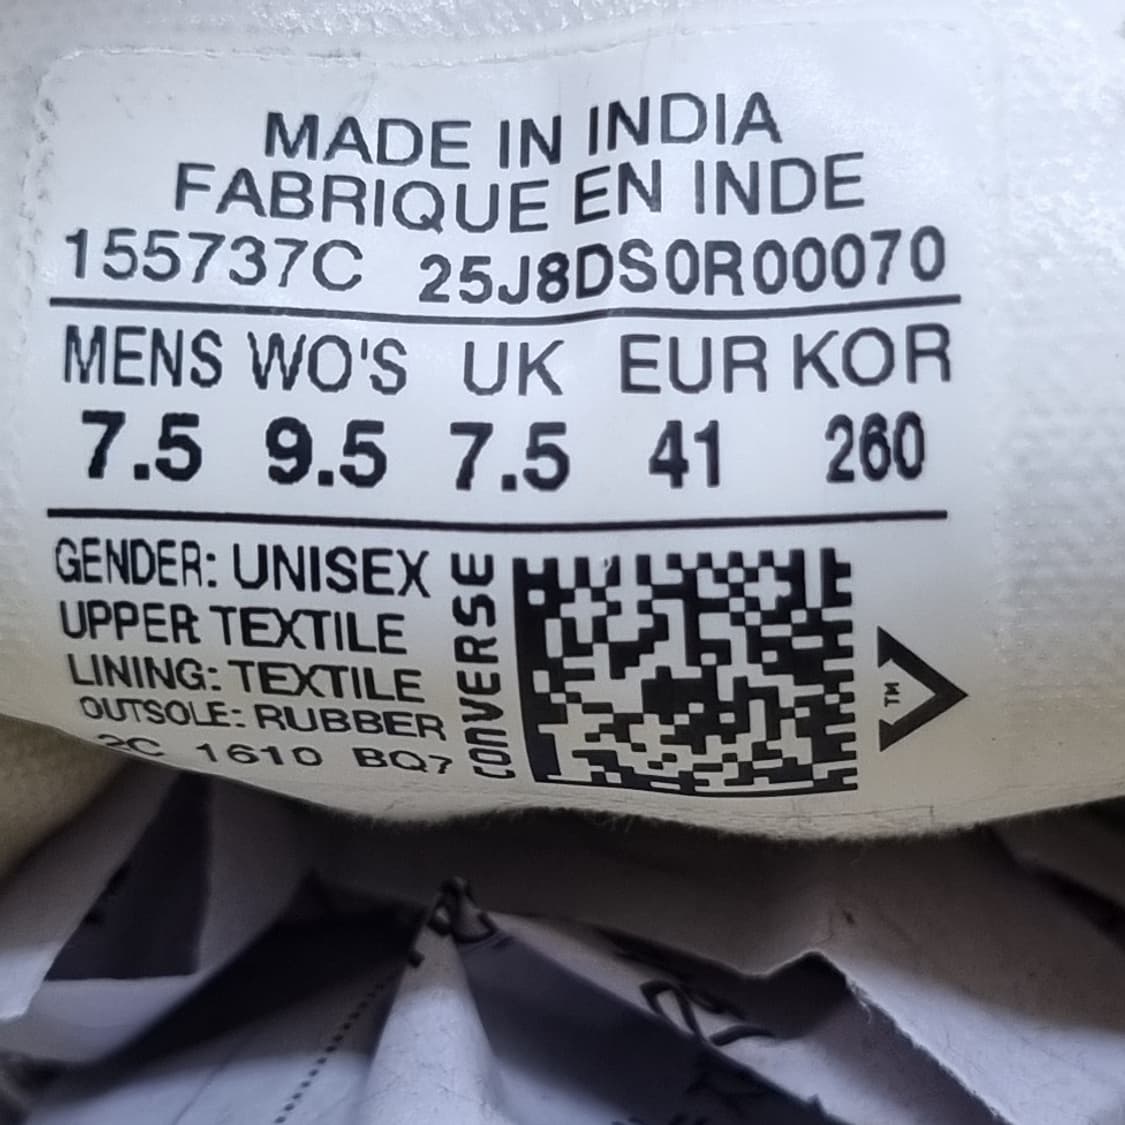 MADE IN INDIA
FABRIQUE EN INDE
155737C 25J8DS0R00070
MENS WO'S UK EUR KOR
7.5 9.5 7.5 41 260
GENDER: UNISEX
UPPER TEXTILE
LINING: TEXTILE
OUTSOLE: RUBBER
2C 1610 BQ7
CONVERSE
TM